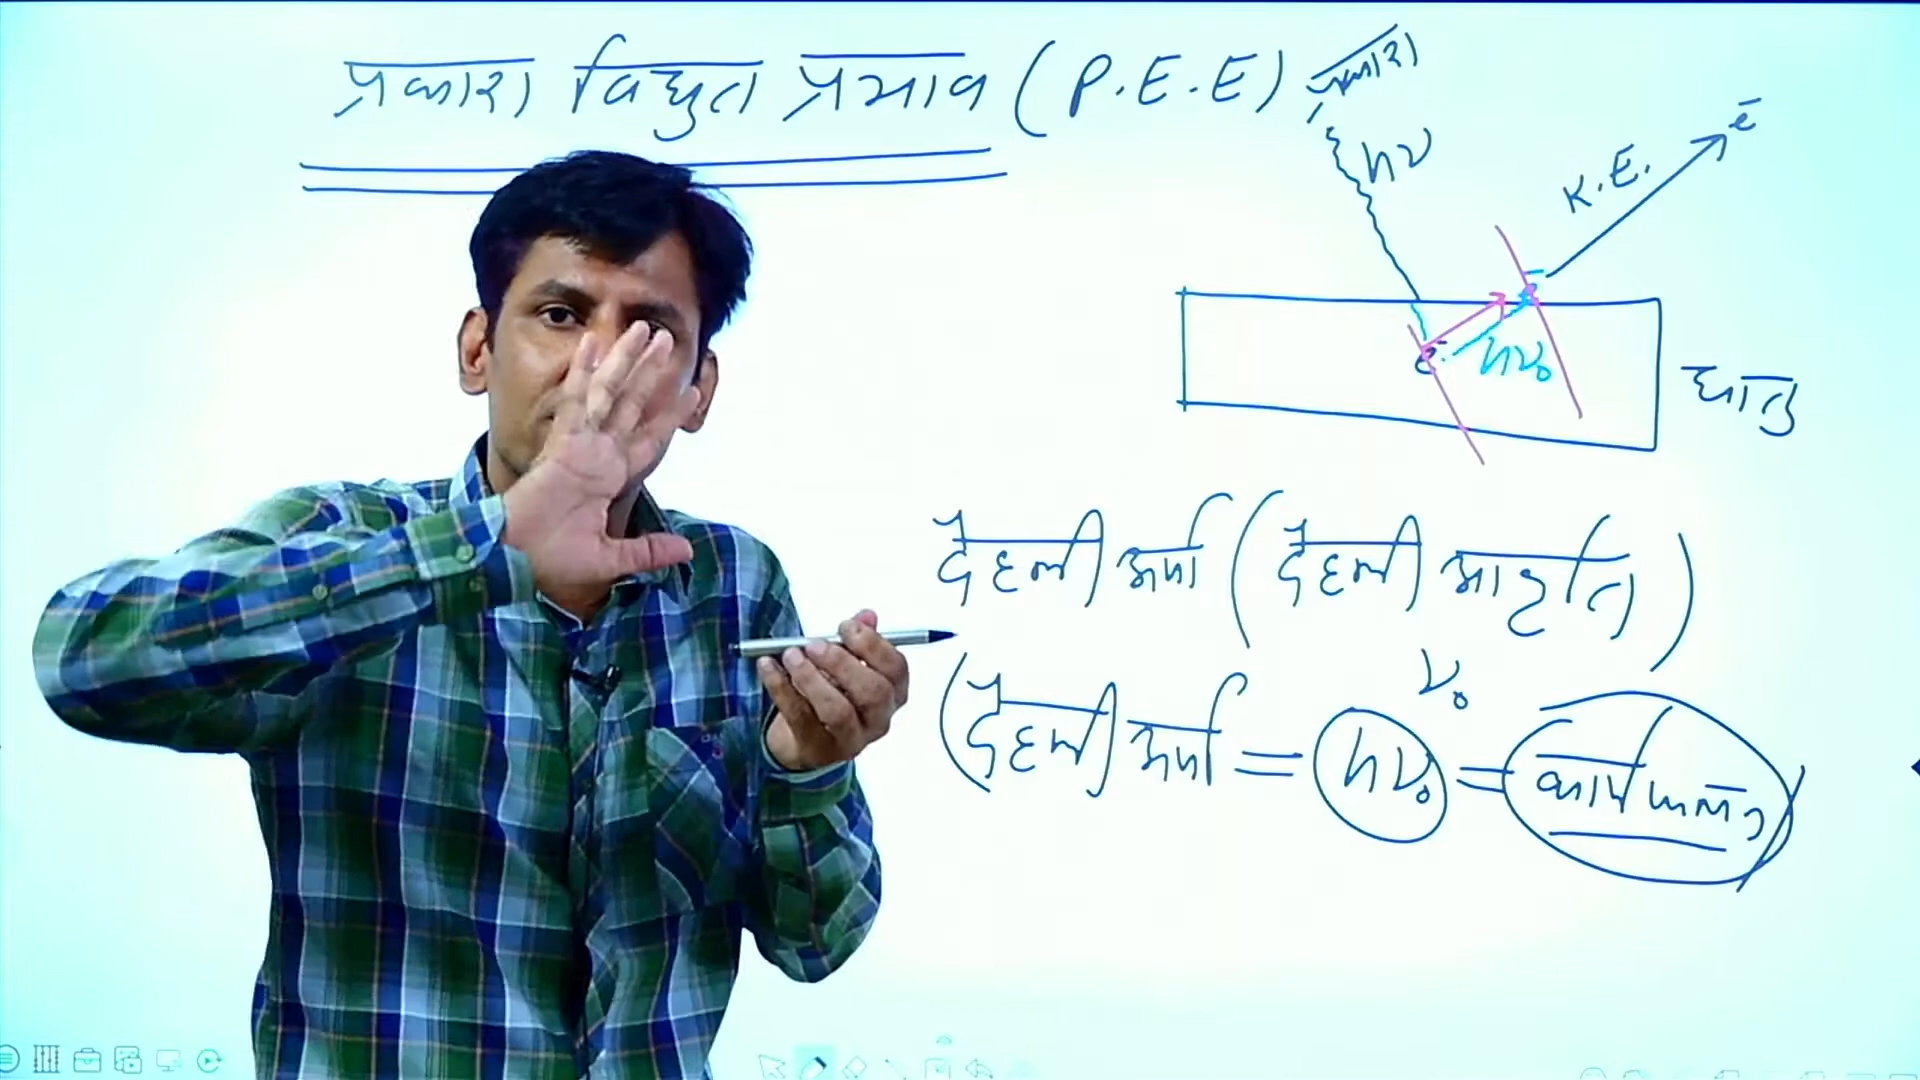 प्रकाश विद्युत प्रभाव (P.E.E)
प्रकाश
hν
K.E.
ē
ē
hν₀
धातु
देहली ऊर्जा (देहली आवृत्ति)
ν₀
(देहली ऊर्जा = hν₀ = कार्यफलन)